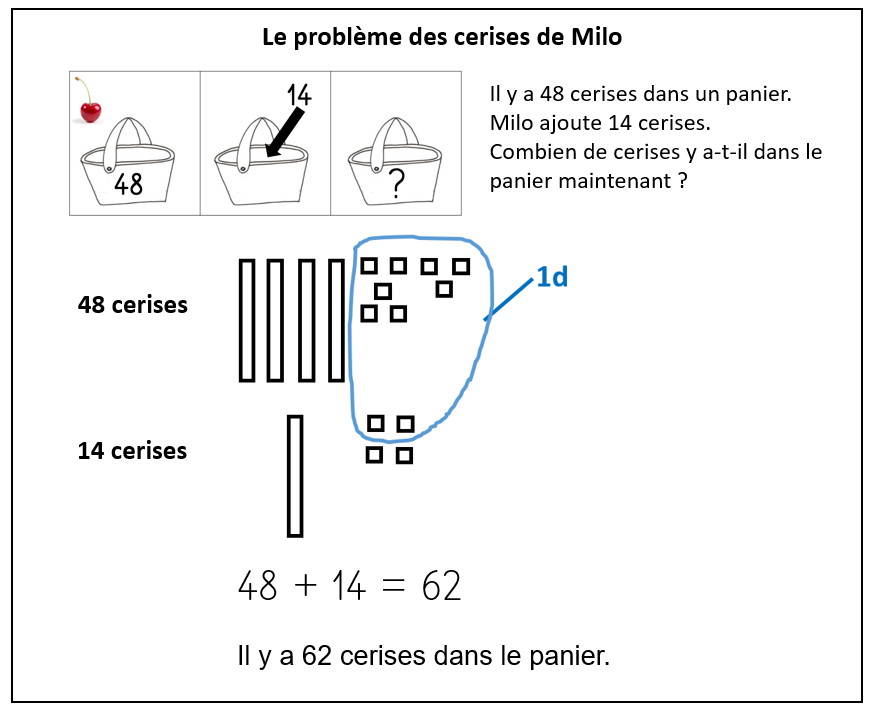 Le problème des cerises de Milo
14
48
?
Il y a 48 cerises dans un panier.
Milo ajoute 14 cerises.
Combien de cerises y a-t-il dans le
panier maintenant ?
1d
48 cerises
14 cerises
48 + 14 = 62
Il y a 62 cerises dans le panier.